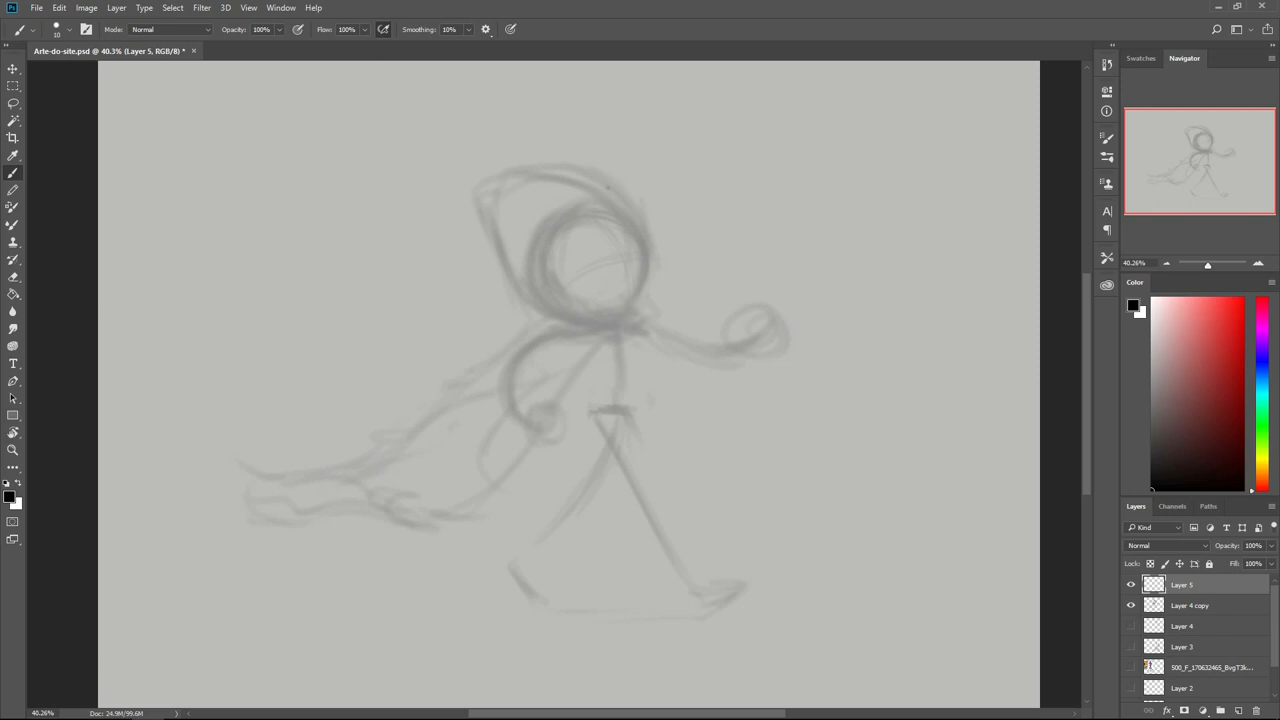 Ps File Edit Image Layer Type Select Filter 3D View Window Help
10 Mode: Normal Opacity: 100% Flow: 100% Smoothing: 10%
Arte-do-site.psd @ 40.3% (Layer 5, RGB/8) * ×
Swatches Navigator
40.26%
Color
Layers Channels Paths
Kind
Normal Opacity: 100%
Lock: Fill: 100%
Layer 5
Layer 4 copy
Layer 4
Layer 3
500_F_170632465_BvgT3k...
Layer 2
40.26% Doc: 24.9M/99.6M